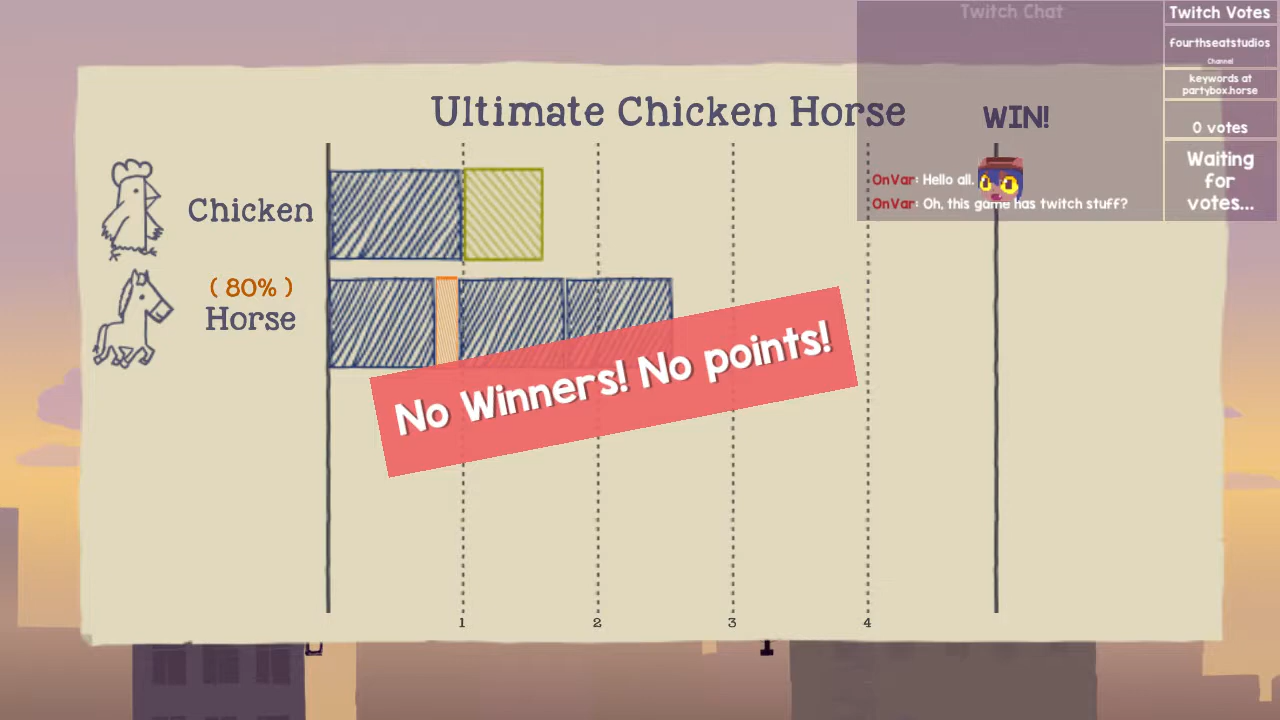 Twitch Chat
Twitch Votes
fourthseatstudios
Channel
keywords at
partybox.horse
0 votes
Waiting
for
votes...
Ultimate Chicken Horse
WIN!
OnVar: Hello all.
OnVar: Oh, this game has twitch stuff?
Chicken
( 80% )
Horse
No Winners! No points!
1
2
3
4